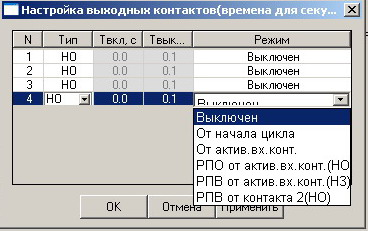 Настройка выходных контактов(времена для секу...
N Тип Твкл, с Твык... Режим
1 НО 0.0 0.1 Выключен
2 НО 0.0 0.1 Выключен
3 НО 0.0 0.1 Выключен
4 НО 0.0 0.1 Выключен
Выключен
От начала цикла
От актив.вх.конт.
РПО от актив.вх.конт.(НО
РПВ от актив.вх.конт.(НЗ)
РПВ от контакта 2(НО)
OK Отмена Применить